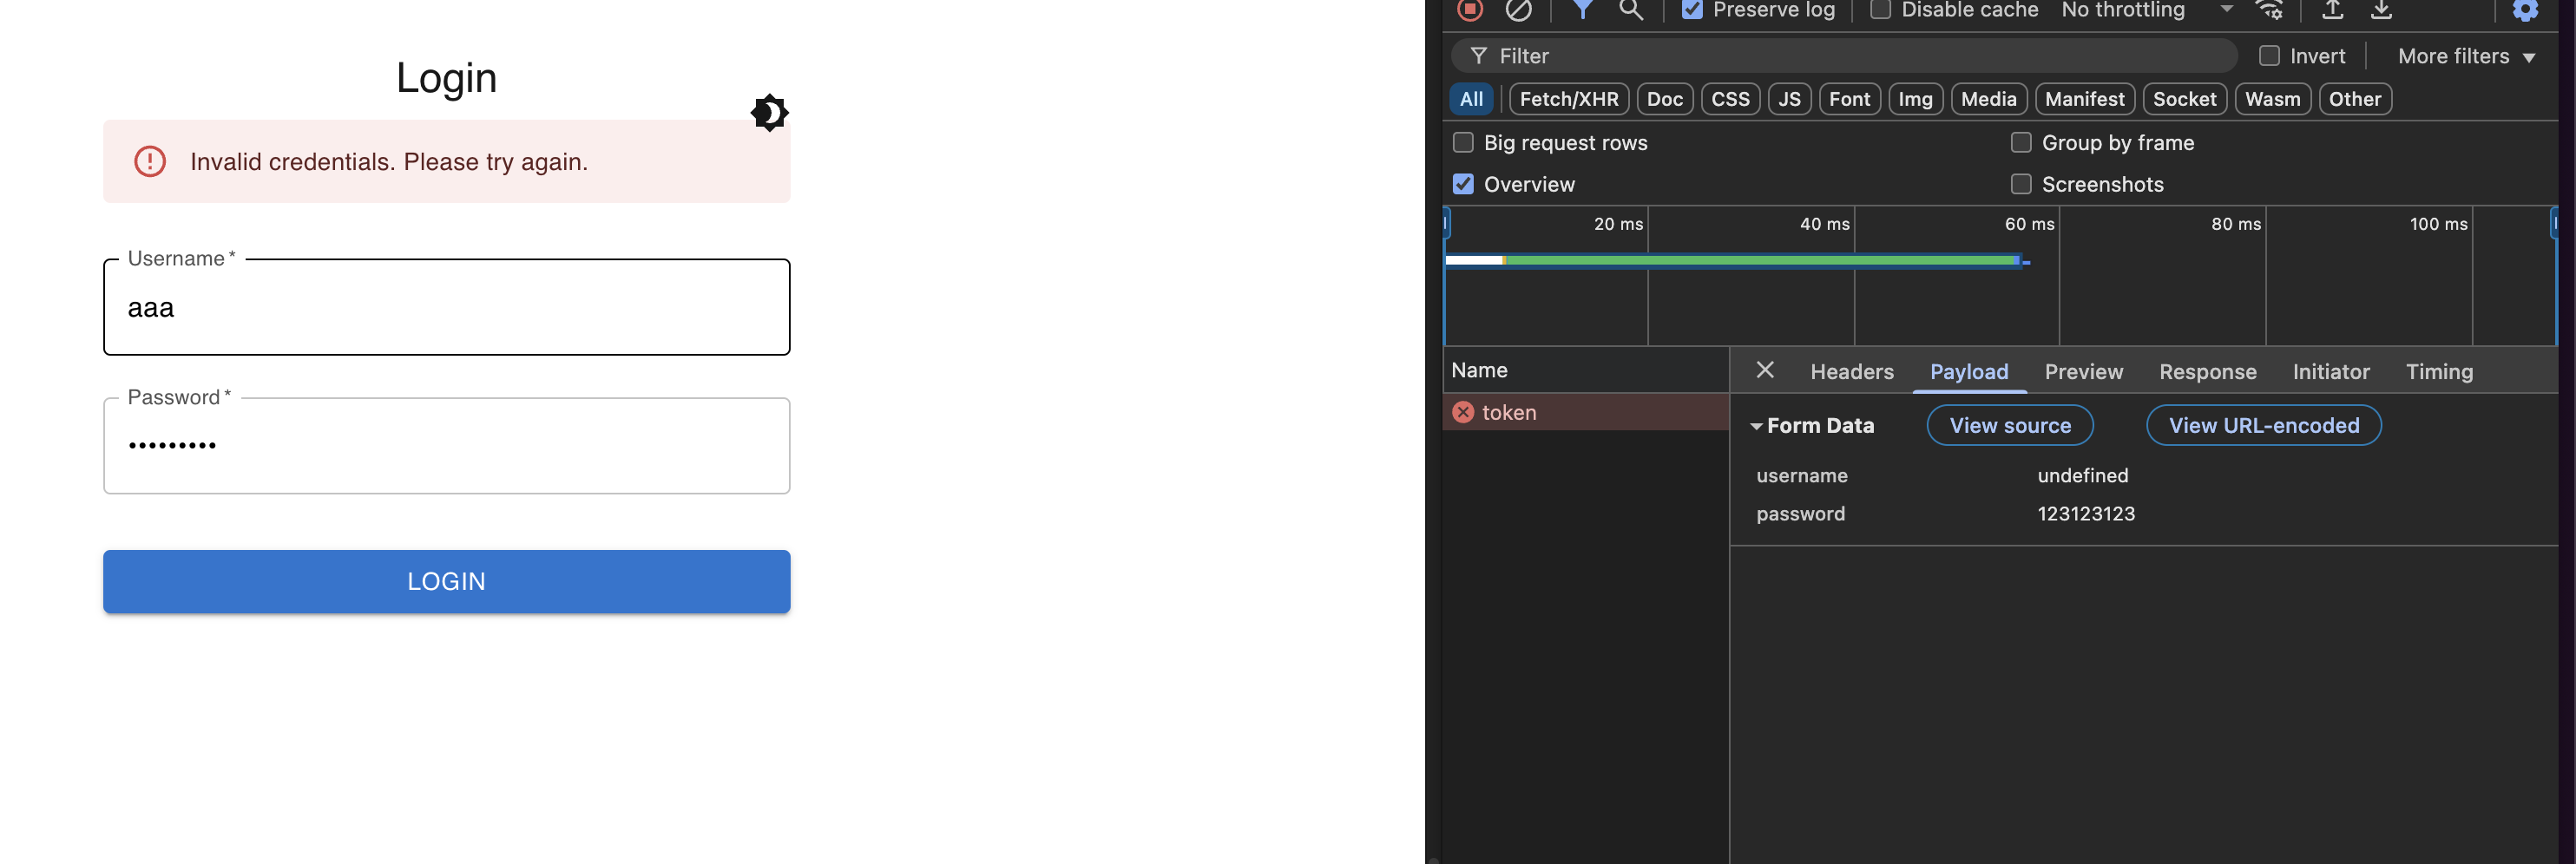 Login
Invalid credentials. Please try again.
Username *
aaa
Password *
•••••••••
LOGIN
Preserve log
Disable cache
No throttling
Filter
Invert
More filters
All
Fetch/XHR
Doc
CSS
JS
Font
Img
Media
Manifest
Socket
Wasm
Other
Big request rows
Group by frame
Overview
Screenshots
20 ms
40 ms
60 ms
80 ms
100 ms
Name
Headers
Payload
Preview
Response
Initiator
Timing
token
Form Data
View source
View URL-encoded
username undefined
password 123123123